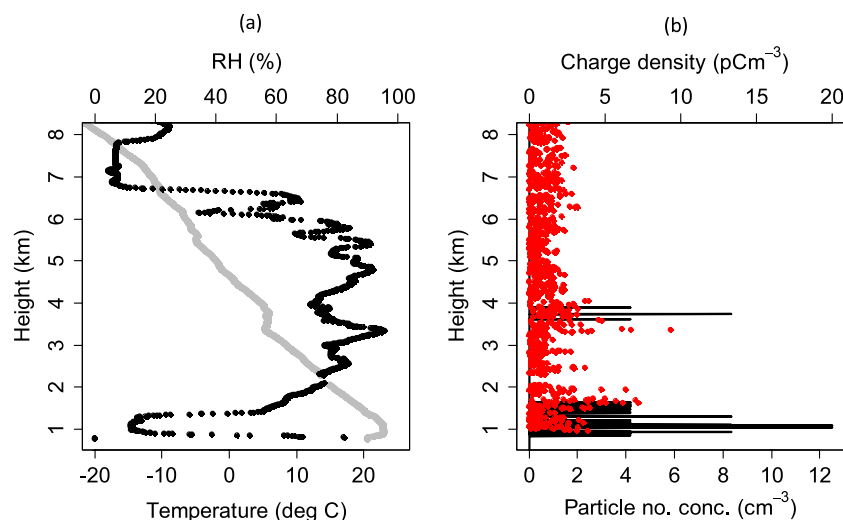 (a)
RH (%)
0 20 40 60 80 100
Height (km)
8
7
6
5
4
3
2
1
-20 -10 0 10 20
Temperature (deg C)
(b)
Charge density (pCm⁻³)
0 5 10 15 20
Height (km)
8
7
6
5
4
3
2
1
0 2 4 6 8 10 12
Particle no. conc. (cm⁻³)